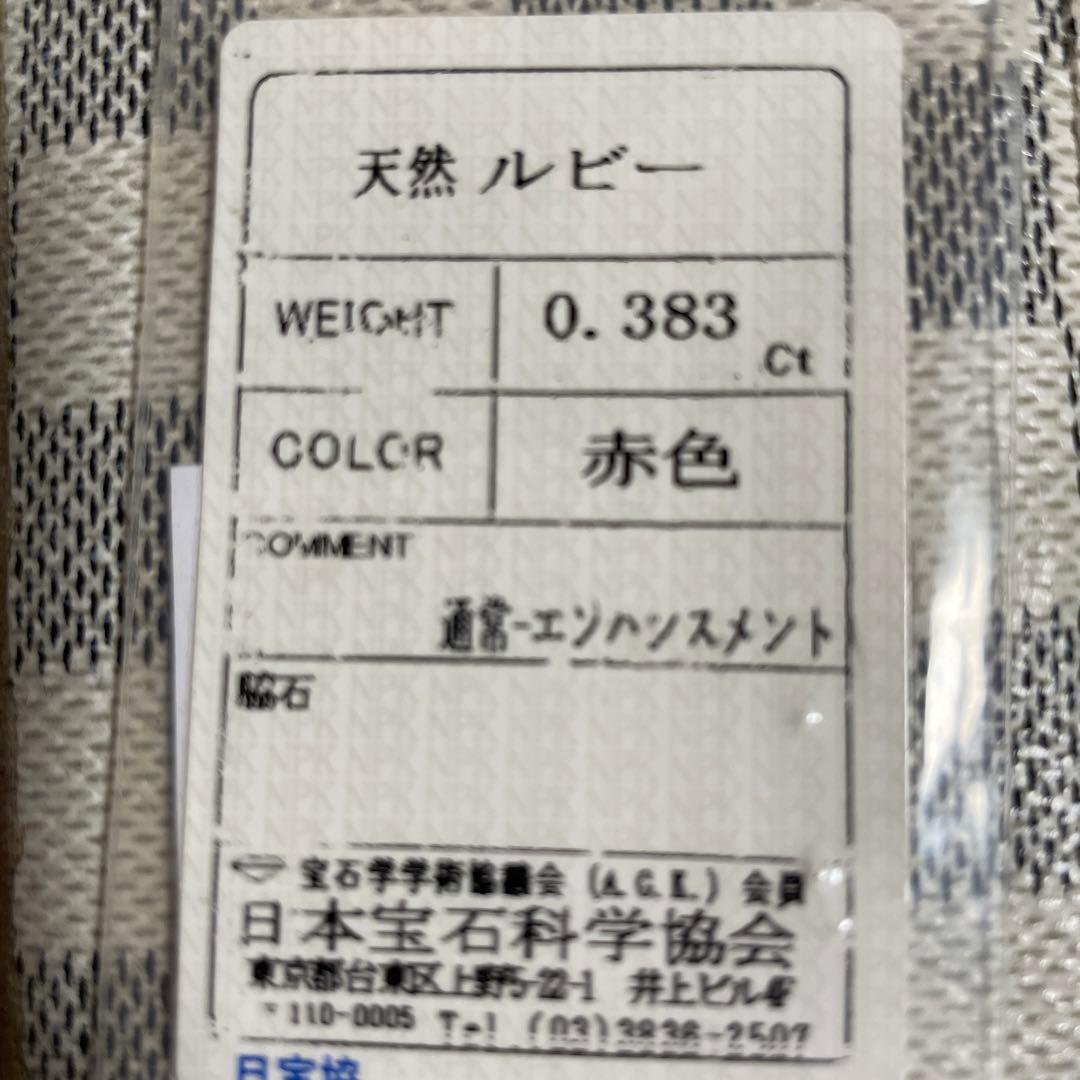 天然 ルビー
WEIGHT 0.383 Ct
COLOR 赤色
COMMENT
通常-エンハンスメント
脇石
宝石学学術協議会 (A.G.K.) 会員
日本宝石科学協会
東京都台東区上野5-22-1 井上ビル
〒110-0005 Tel (03)3836-2507
日宝協